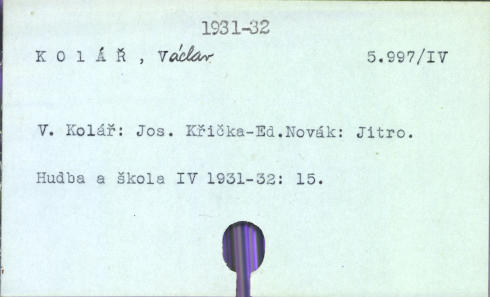 1931-32
K O l Á Ř , Václav 5.997/IV
V. Kolář: Jos. Křička-Ed.Novák: Jitro.
Hudba a škola IV 1931-32: 15.